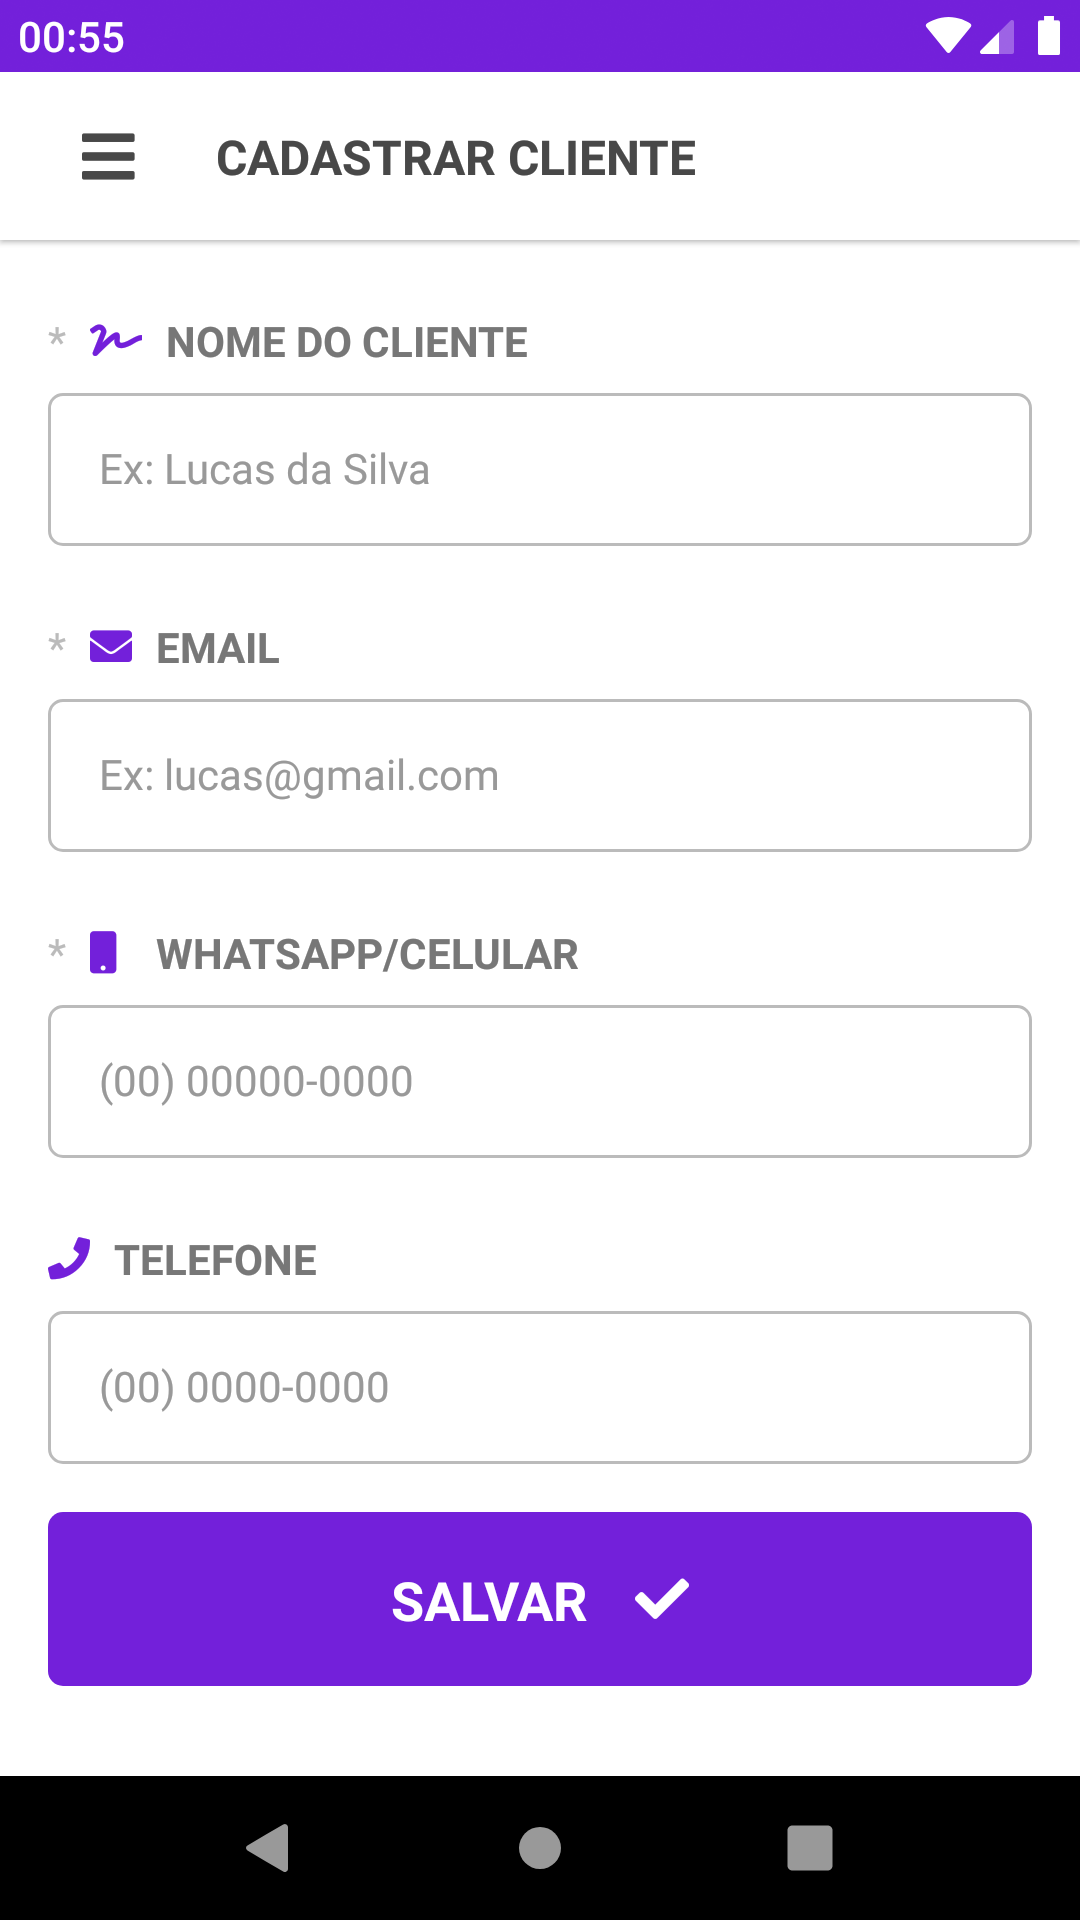 00:55
CADASTRAR CLIENTE
* NOME DO CLIENTE
Ex: Lucas da Silva
* EMAIL
Ex: lucas@gmail.com
* WHATSAPP/CELULAR
(00) 00000-0000
TELEFONE
(00) 0000-0000
SALVAR